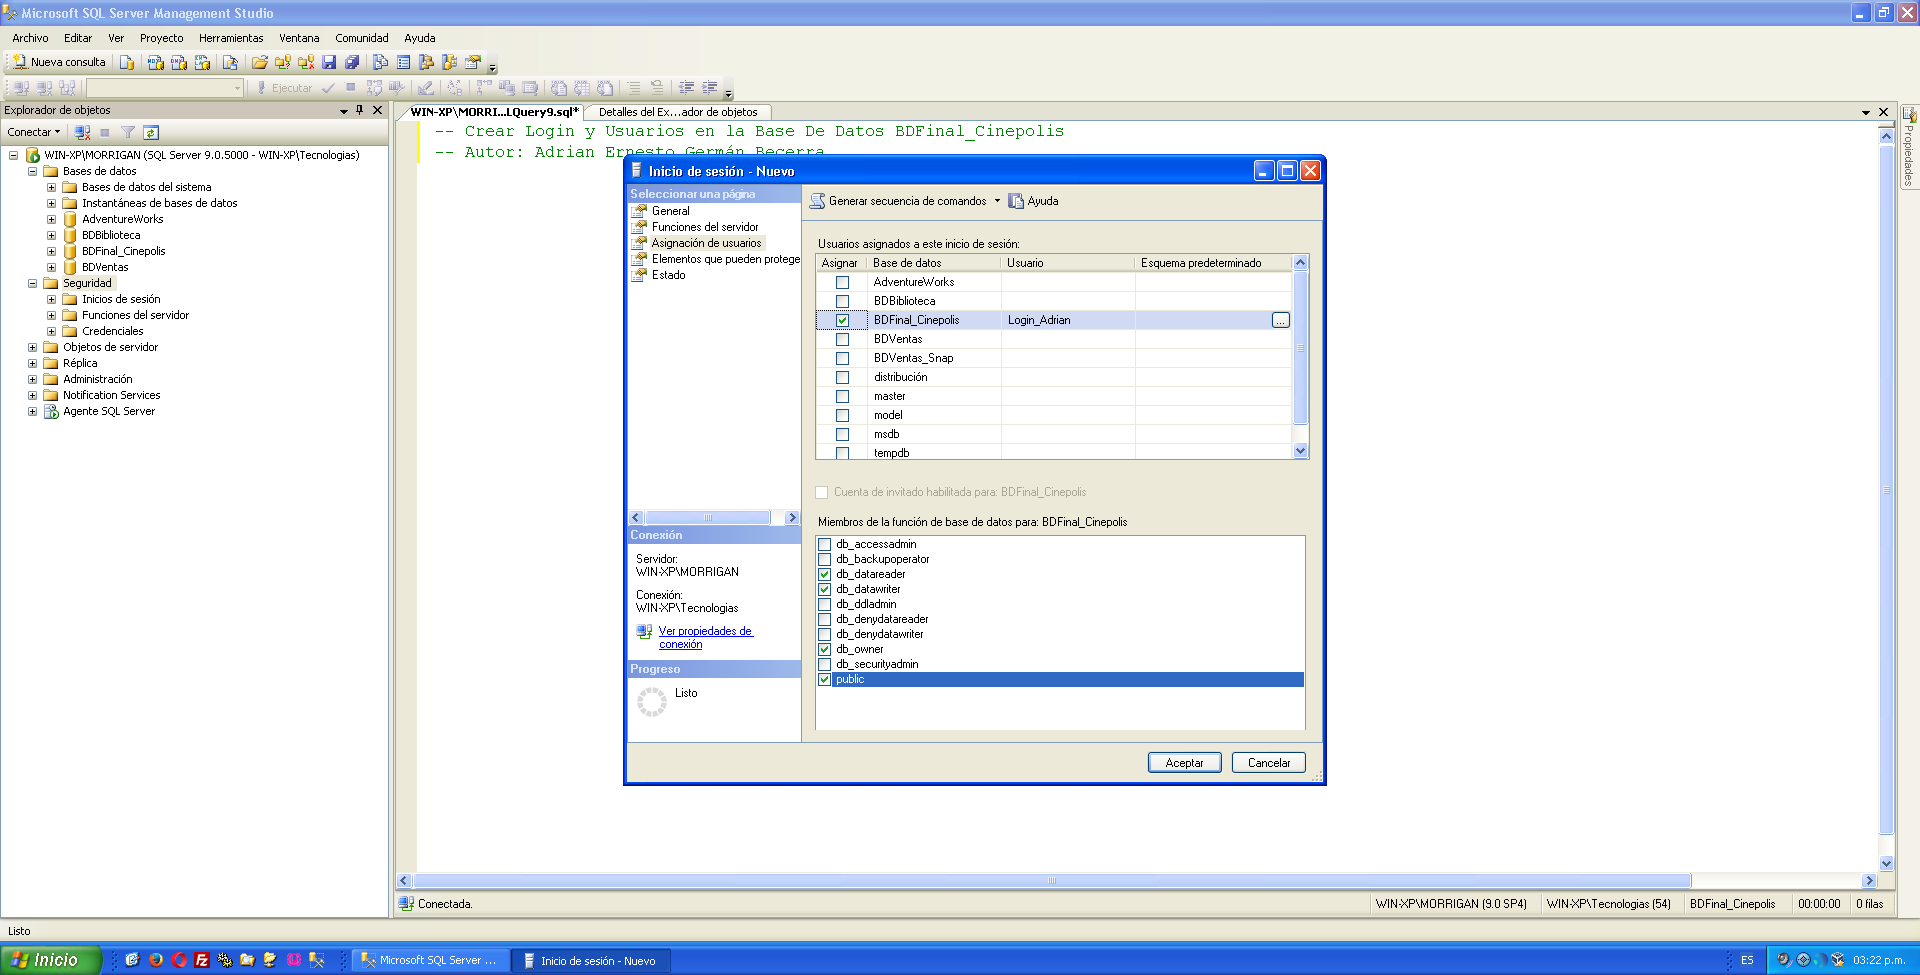 Microsoft SQL Server Management Studio
Archivo Editar Ver Proyecto Herramientas Ventana Comunidad Ayuda
Nueva consulta
Ejecutar
Explorador de objetos
Conectar
WIN-XP\MORRIGAN (SQL Server 9.0.5000 - WIN-XP\Tecnologias)
Bases de datos
Bases de datos del sistema
Instantáneas de bases de datos
AdventureWorks
BDBiblioteca
BDFinal_Cinepolis
BDVentas
Seguridad
Inicios de sesión
Funciones del servidor
Credenciales
Objetos de servidor
Réplica
Administración
Notification Services
Agente SQL Server
WIN-XP\MORRI...LQuery9.sql* Detalles del Ex...ador de objetos
-- Crear Login y Usuarios en la Base De Datos BDFinal_Cinepolis
-- Autor: Adrian Ernesto Germán Becerra
Propiedades
Inicio de sesión - Nuevo
Seleccionar una página
General
Funciones del servidor
Asignación de usuarios
Elementos que pueden protege
Estado
Generar secuencia de comandos Ayuda
Usuarios asignados a este inicio de sesión:
Asignar Base de datos Usuario Esquema predeterminado
AdventureWorks
BDBiblioteca
BDFinal_Cinepolis Login_Adrian ...
BDVentas
BDVentas_Snap
distribución
master
model
msdb
tempdb
Cuenta de invitado habilitada para: BDFinal_Cinepolis
Miembros de la función de base de datos para: BDFinal_Cinepolis
db_accessadmin
db_backupoperator
db_datareader
db_datawriter
db_ddladmin
db_denydatareader
db_denydatawriter
db_owner
db_securityadmin
public
Conexión
Servidor:
WIN-XP\MORRIGAN
Conexión:
WIN-XP\Tecnologias
Ver propiedades de
conexión
Progreso
Listo
Aceptar Cancelar
Conectada. WIN-XP\MORRIGAN (9.0 SP4) WIN-XP\Tecnologias (54) BDFinal_Cinepolis 00:00:00 0 filas
Listo
Inicio Microsoft SQL Server ... Inicio de sesión - Nuevo ES 03:22 p.m.